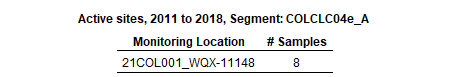 Active sites, 2011 to 2018, Segment: COLCLC04e_A
Monitoring Location # Samples
21COL001_WQX-11148 8